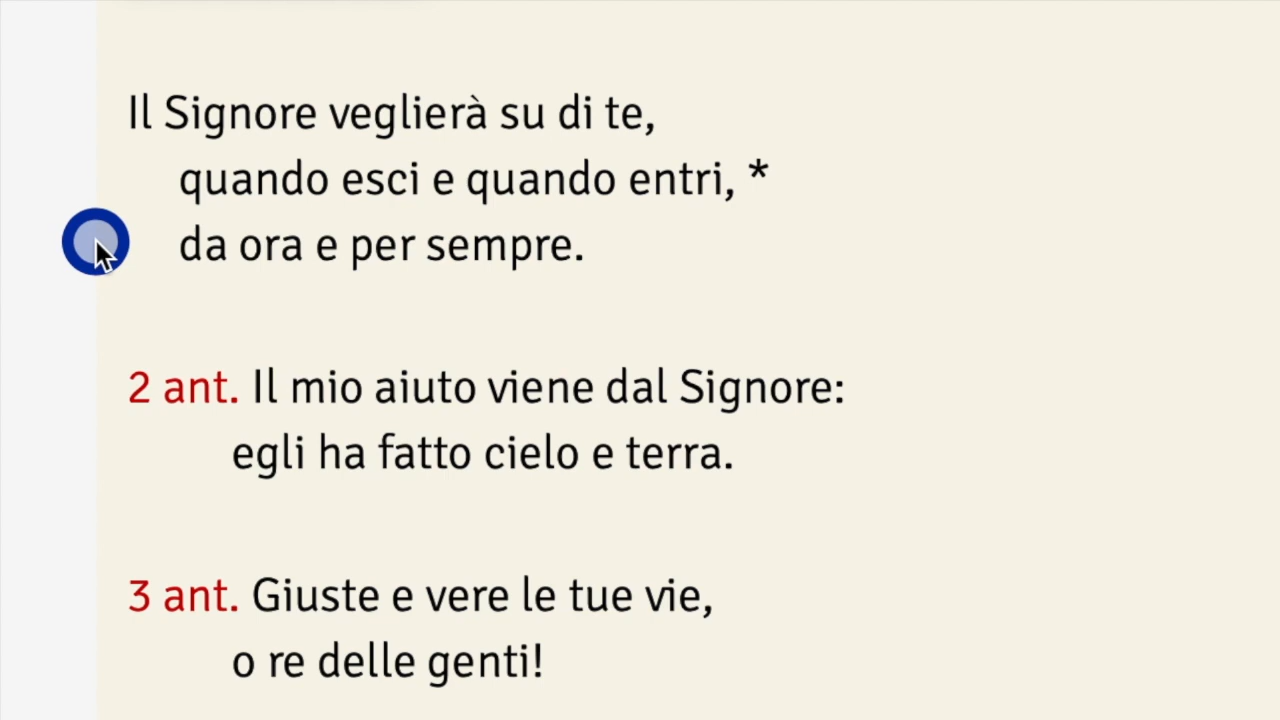 Il Signore veglierà su di te,
quando esci e quando entri, *
da ora e per sempre.
2 ant. Il mio aiuto viene dal Signore:
egli ha fatto cielo e terra.
3 ant. Giuste e vere le tue vie,
o re delle genti!